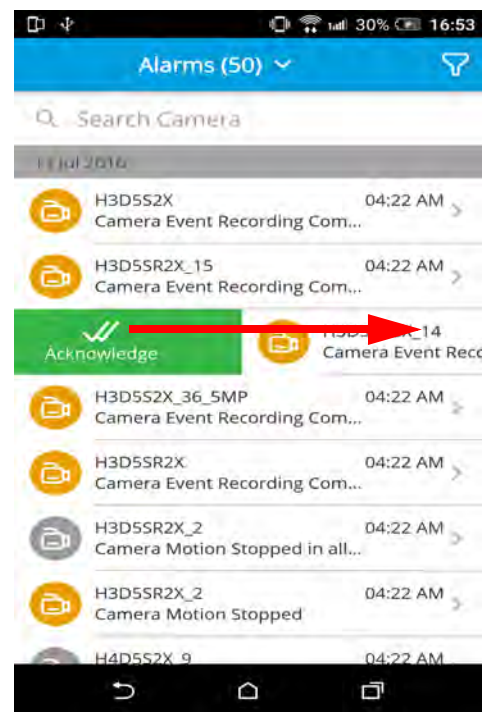 30% 16:53
Alarms (50)
Search Camera
Jul 2016
H3D5S2X 04:22 AM
Camera Event Recording Com...
H3D5SR2X_15 04:22 AM
Camera Event Recording Com...
Acknowledge
_14
Camera Event Reco
H3D5S2X_36_5MP 04:22 AM
Camera Event Recording Com...
H3D5SR2X 04:22 AM
Camera Event Recording Com...
H3D5SR2X_2 04:22 AM
Camera Motion Stopped in all...
H3D5SR2X_2 04:22 AM
Camera Motion Stopped
H4D5S2X_9 04:22 AM